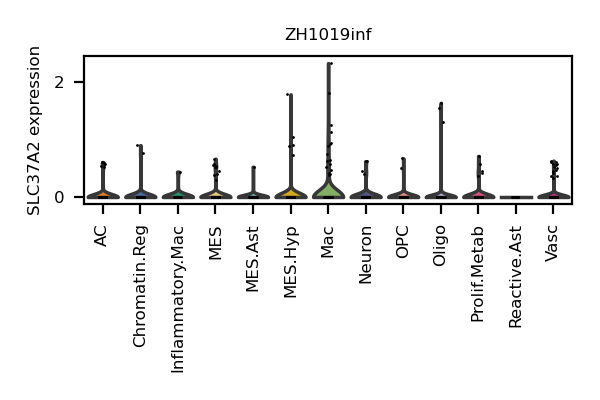 ZH1019inf
SLC37A2 expression
2
0
AC
Chromatin.Reg
Inflammatory.Mac
MES
MES.Ast
MES.Hyp
Mac
Neuron
OPC
Oligo
Prolif.Metab
Reactive.Ast
Vasc